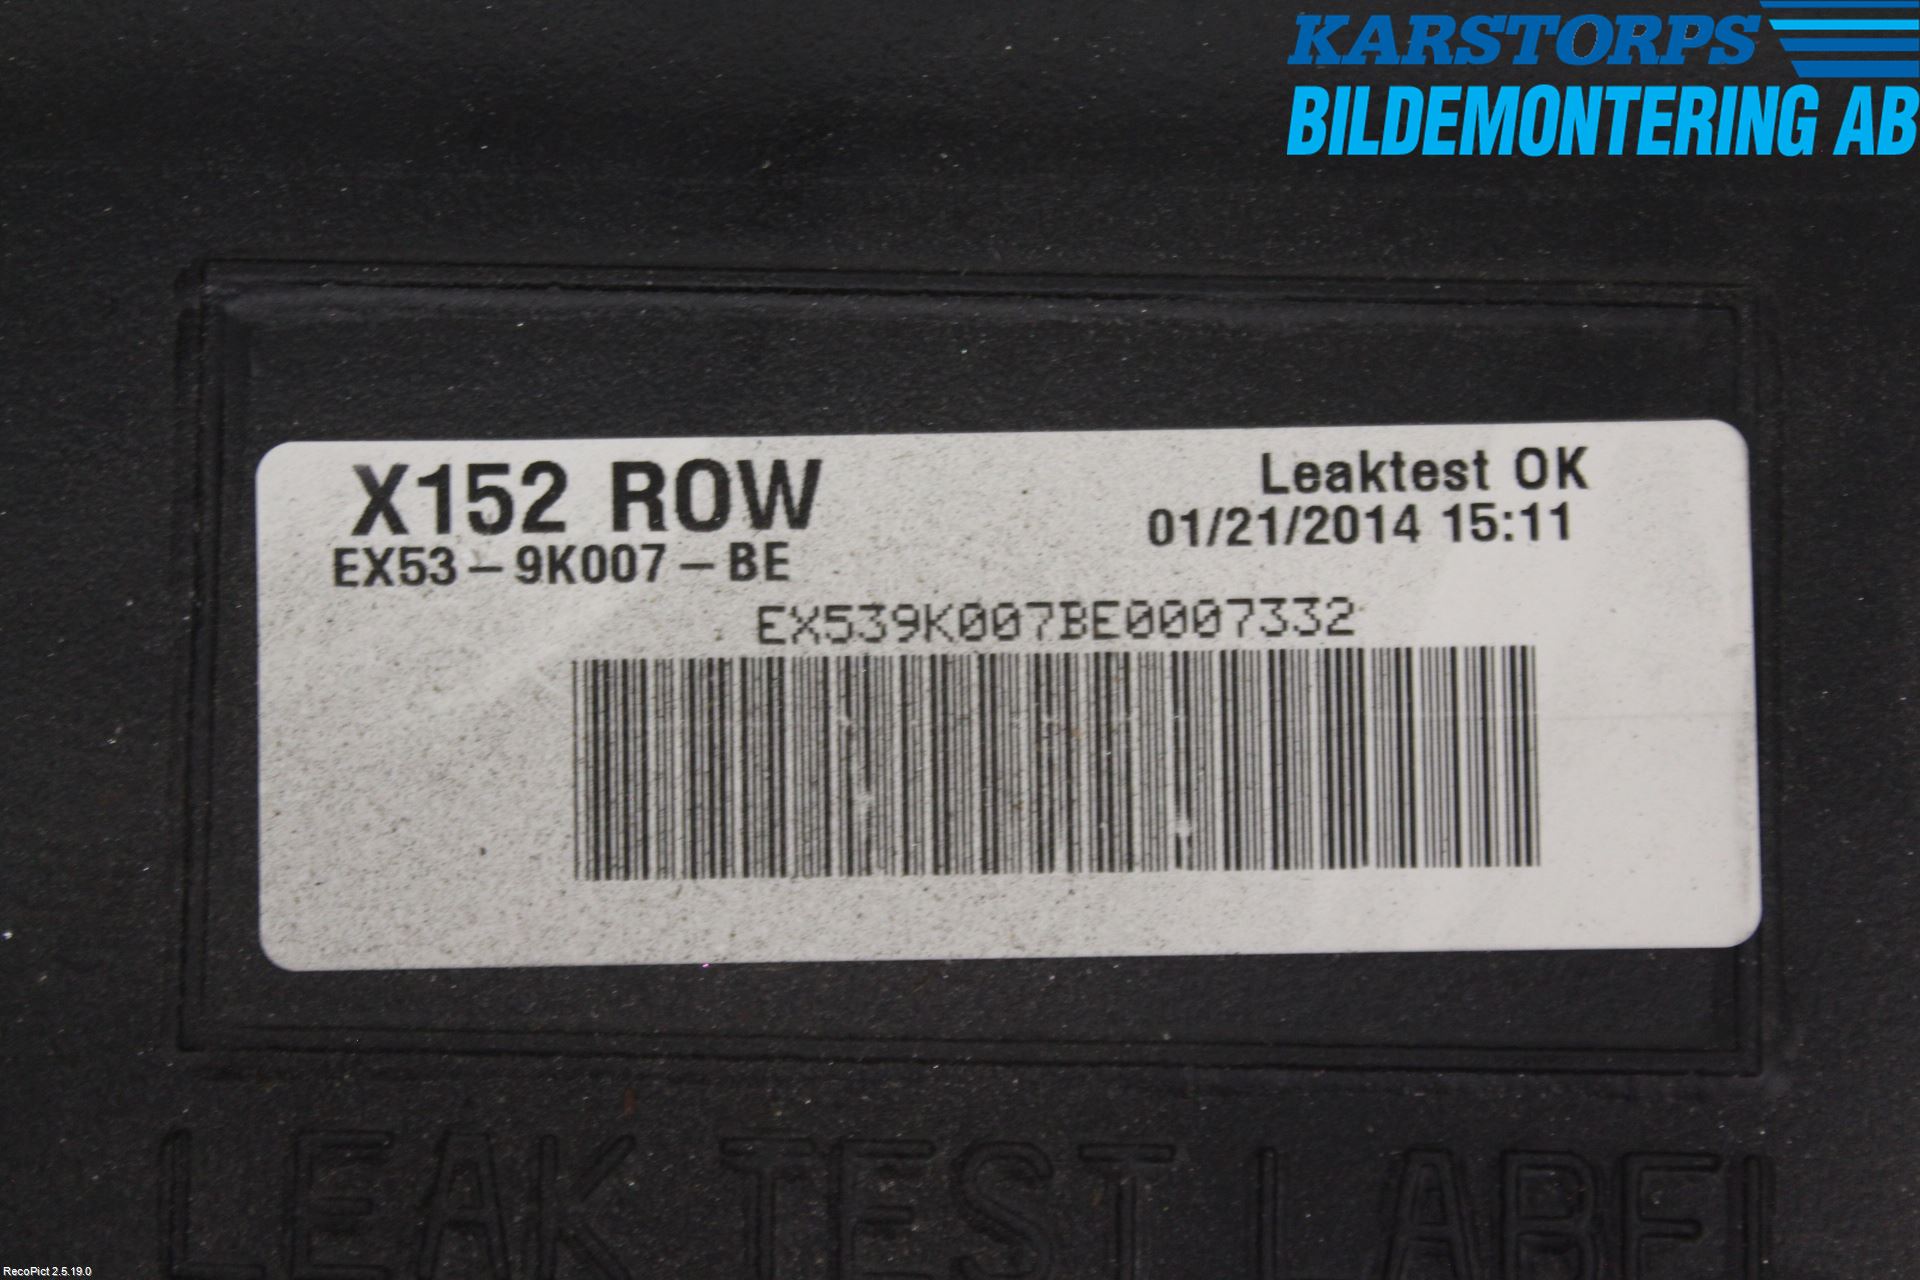 KARSTORPS
BILDEMONTERING AB
X152 ROW
Leaktest OK
EX53-9K007-BE
01/21/2014 15:11
EX539K007BE0007332
LEAK TEST LABEL
RecoPict 2.5.19.0